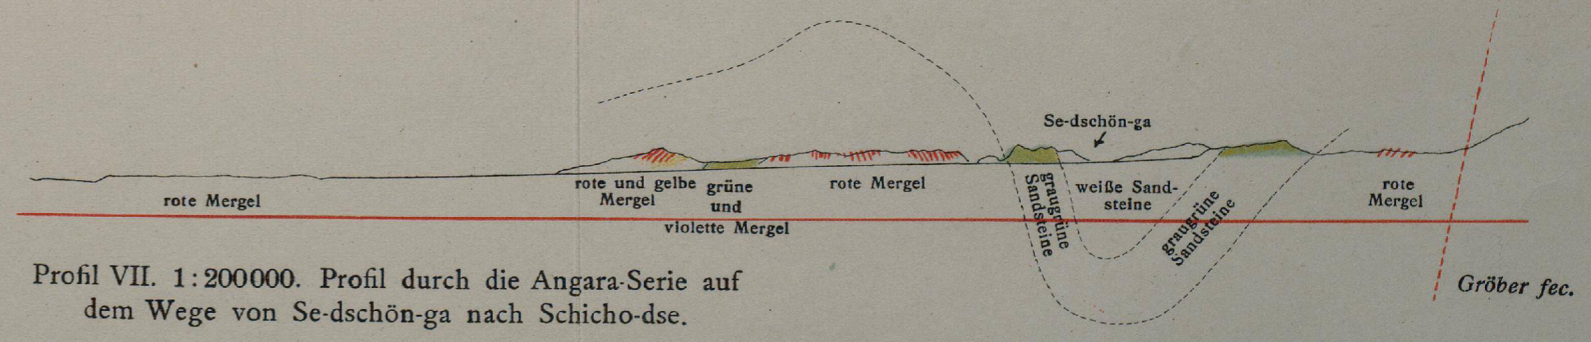 Se-dschön-ga
rote Mergel
rote und gelbe
Mergel
grüne
und
violette Mergel
rote Mergel
graugrüne
Sandsteine
weiße Sand-
steine
graugrüne
Sandsteine
rote
Mergel
Profil VII. 1:200000. Profil durch die Angara-Serie auf
dem Wege von Se-dschön-ga nach Schicho-dse.
Gröber fec.